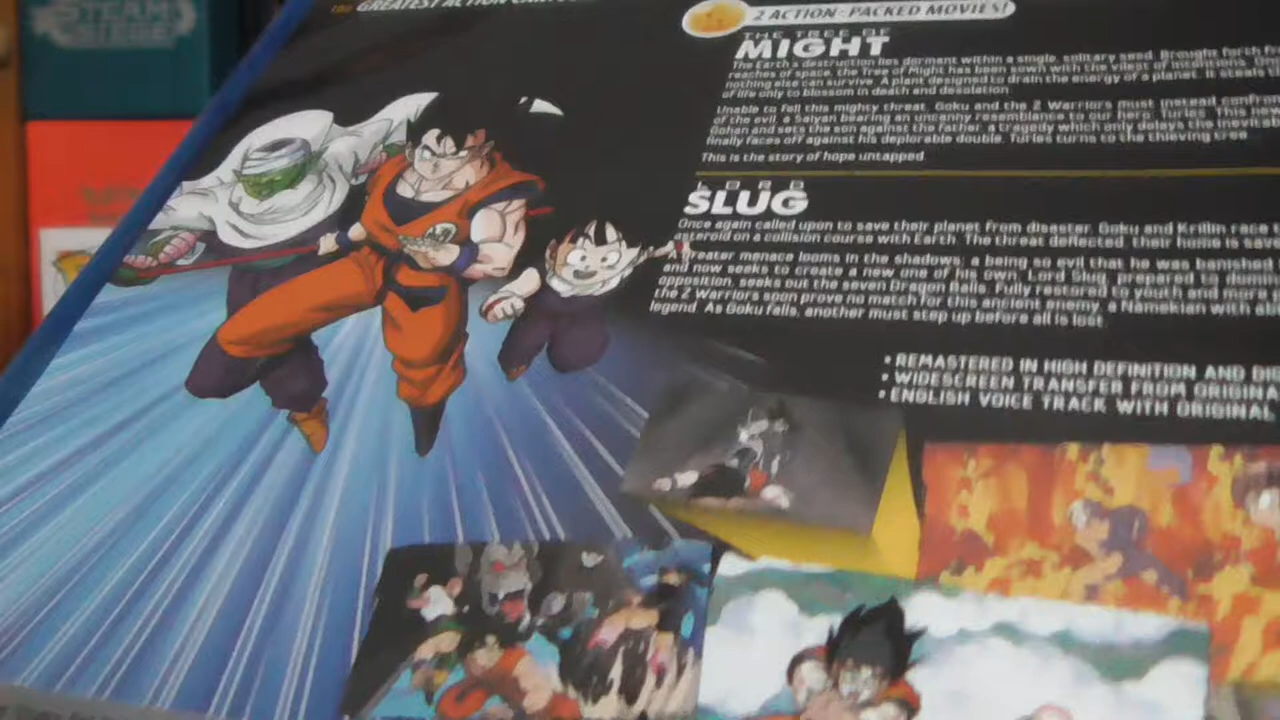 STEAM
SIEGE
THE GREATEST ACTION CARTOON
2 ACTION-PACKED MOVIES!
THE TREE OF
MIGHT
The Earth's destruction lies dormant within a single, solitary seed. Brought forth
reaches of space, the Tree of Might has been sown with the vilest of intentions.
nothing else can survive. A plant designed to drain the energy of a planet. It steals
of life only to blossom in death and desolation.
Unable to fell this mighty threat, Goku and the Z Warriors must instead confront
of the evil, a Saiyan bearing an uncanny resemblance to our hero, Turles. This new
Gohan and sets the son against the father, a tragedy which only delays the
finally faces off against his deplorable double, Turles turns to the thieving tree.
This is the story of hope untapped.
LORD
SLUG
Once again called upon to save their planet from disaster, Goku and Krillin race
asteroid on a collision course with Earth. The threat deflected, their home is
greater menace looms in the shadows, a being so evil that he was banished
and now seeks to create a new one of his own. Lord Slug, prepared to
opposition, seeks out the seven Dragon Balls. Fully restored to youth and more
the Z Warriors soon prove no match for this ancient enemy, a Namekian with
legend. As Goku falls, another must step up before all is lost.
• REMASTERED IN HIGH DEFINITION AND
• WIDESCREEN TRANSFER FROM
• ENGLISH VOICE TRACK WITH ORIGINAL